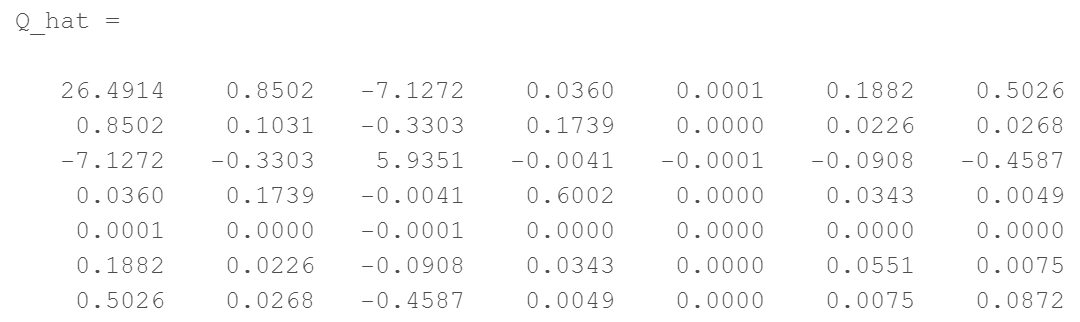 Q_hat =
26.4914 0.8502 -7.1272 0.0360 0.0001 0.1882 0.5026
0.8502 0.1031 -0.3303 0.1739 0.0000 0.0226 0.0268
-7.1272 -0.3303 5.9351 -0.0041 -0.0001 -0.0908 -0.4587
0.0360 0.1739 -0.0041 0.6002 0.0000 0.0343 0.0049
0.0001 0.0000 -0.0001 0.0000 0.0000 0.0000 0.0000
0.1882 0.0226 -0.0908 0.0343 0.0000 0.0551 0.0075
0.5026 0.0268 -0.4587 0.0049 0.0000 0.0075 0.0872